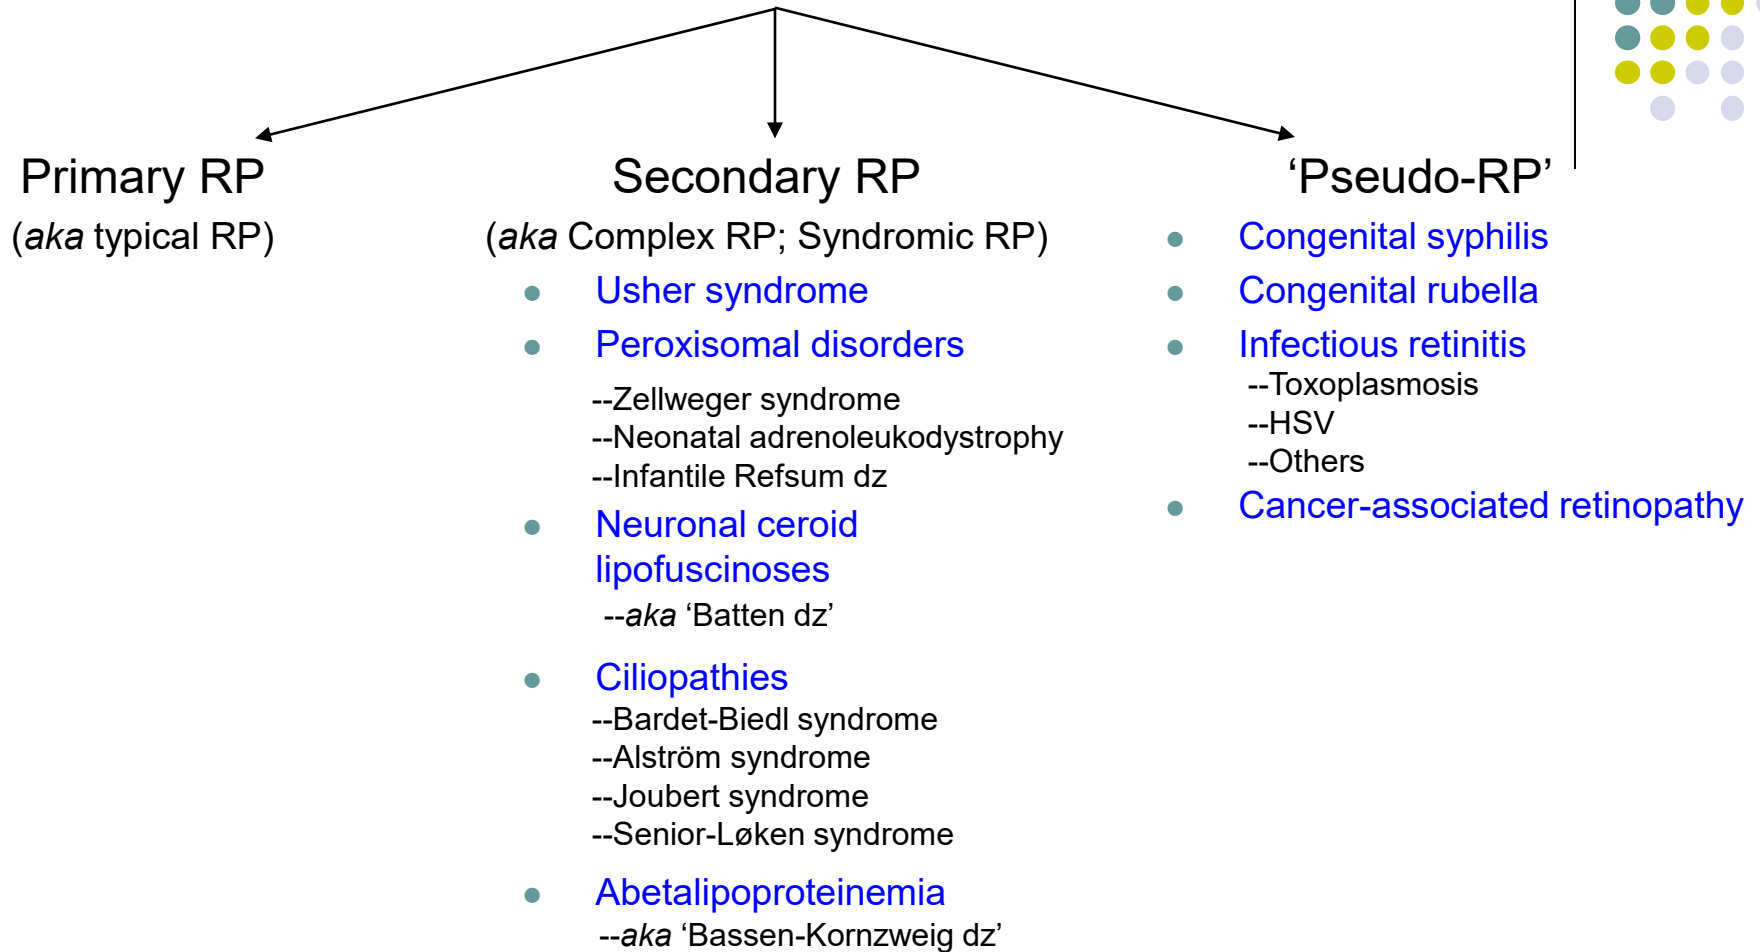 Primary RP
(aka typical RP)
Secondary RP
(aka Complex RP; Syndromic RP)
Usher syndrome
Peroxisomal disorders
--Zellweger syndrome
--Neonatal adrenoleukodystrophy
--Infantile Refsum dz
Neuronal ceroid
lipofuscinoses
--aka ‘Batten dz’
Ciliopathies
--Bardet-Biedl syndrome
--Alström syndrome
--Joubert syndrome
--Senior-Løken syndrome
Abetalipoproteinemia
--aka ‘Bassen-Kornzweig dz’
‘Pseudo-RP’
Congenital syphilis
Congenital rubella
Infectious retinitis
--Toxoplasmosis
--HSV
--Others
Cancer-associated retinopathy